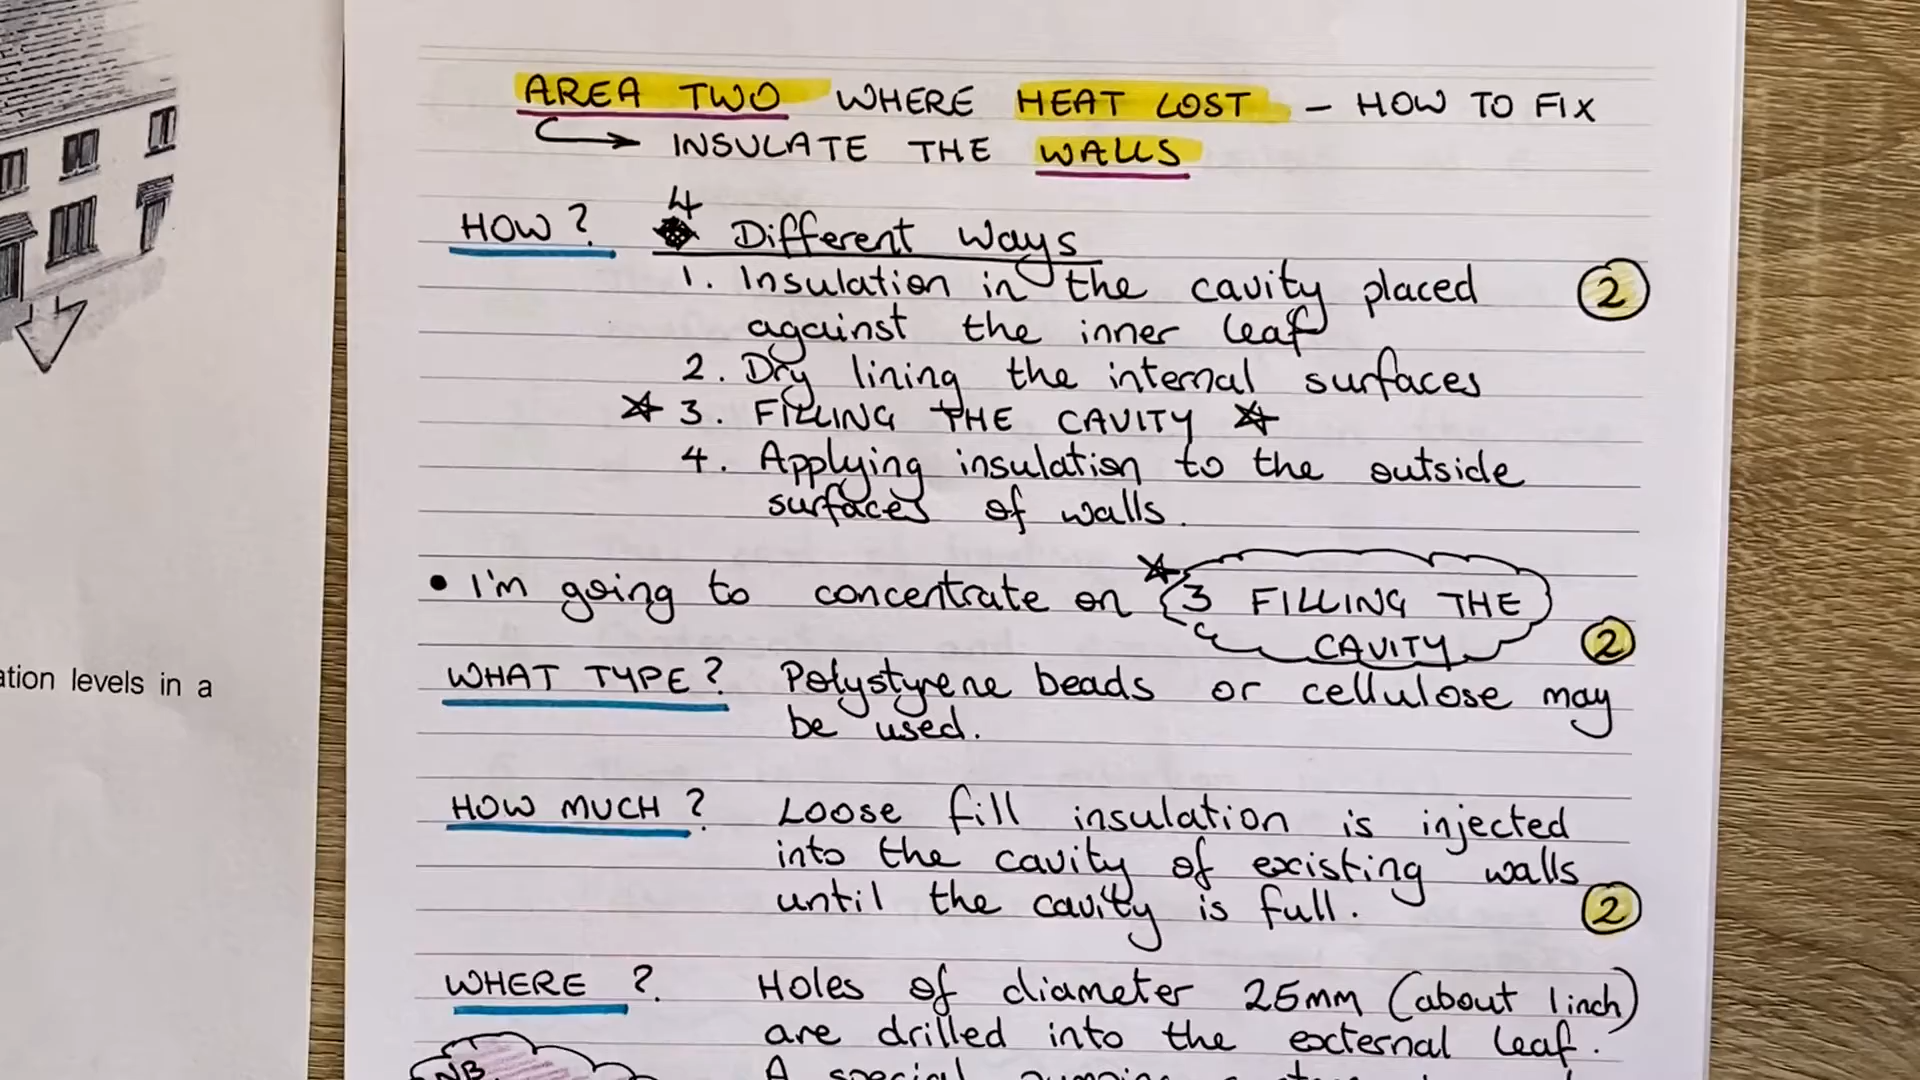 AREA TWO WHERE HEAT LOST – HOW TO FIX
INSULATE THE WALLS
HOW? 4 Different Ways
1. Insulation in the cavity placed
against the inner leaf
2
2. Dry lining the internal surfaces
3. FILLING THE CAVITY
4. Applying insulation to the outside
surfaces of walls.
• I'm going to concentrate on 3 FILLING THE
CAVITY
2
WHAT TYPE? Polystyrene beads or cellulose may
be used.
HOW MUCH? Loose fill insulation is injected
into the cavity of existing walls
until the cavity is full.
2
WHERE? Holes of diameter 25mm (about 1 inch)
are drilled into the external leaf.
NB
A special
ation levels in a